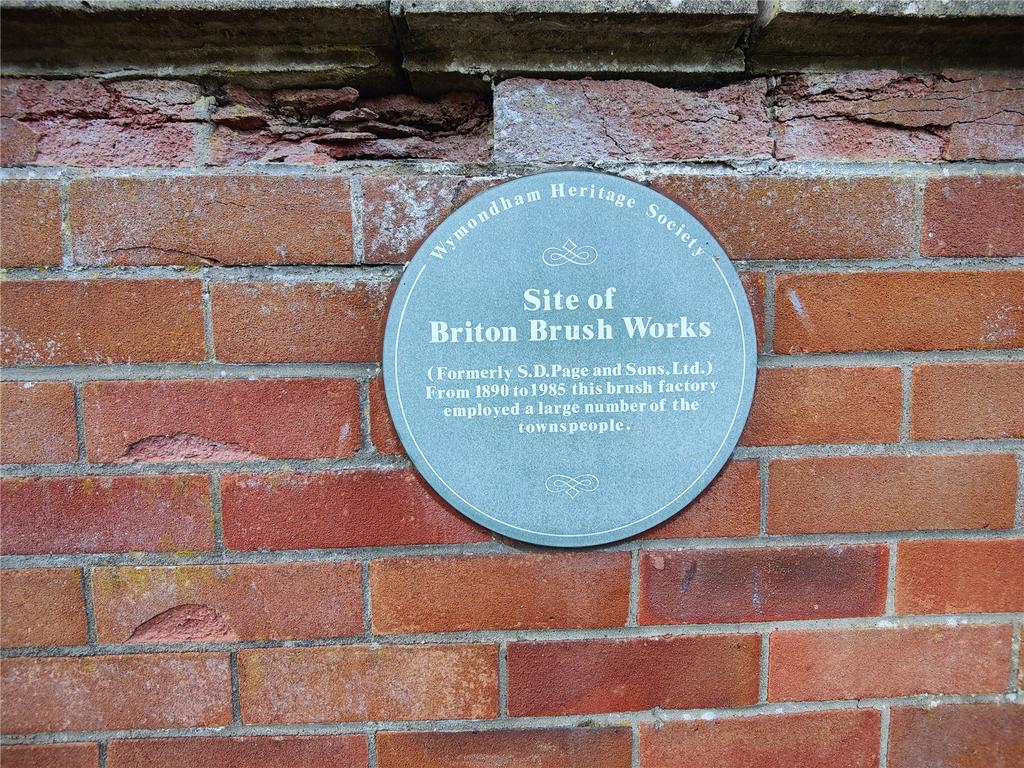 Wymondham Heritage Society
Site of
Briton Brush Works
(Formerly S.D.Page and Sons.Ltd.)
From 1890 to 1985 this brush factory
employed a large number of the
townspeople.